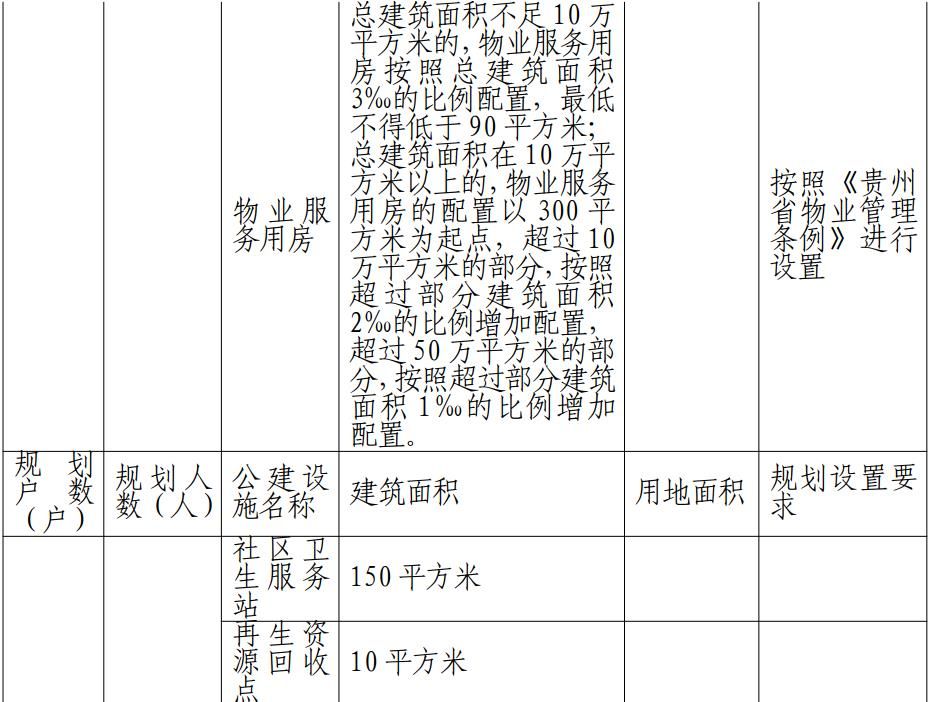 物业服
务用房
总建筑面积不足10万
平方米的，物业服务用
房按照总建筑面积
3‰的比例配置，最低
不得低于90平方米；
总建筑面积在10万平
方米以上的，物业服务
用房的配置以300平
方米为起点，超过10
万平方米的部分，按照
超过部分建筑面积
2‰的比例增加配置，
超过50万平方米的部
分，按照超过部分建筑
面积1‰的比例增加
配置。
按照《贵州
省物业管理
条例》进行
设置
规划
户数
（户）
规划人
数（人）
公建设
施名称
建筑面积
用地面积
规划设置要
求
社区卫
生服务
站
150平方米
再生资
源回收
点
10平方米